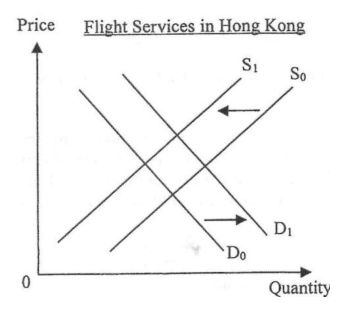 Price
Flight Services in Hong Kong
S1
S0
D1
D0
0
Quantity